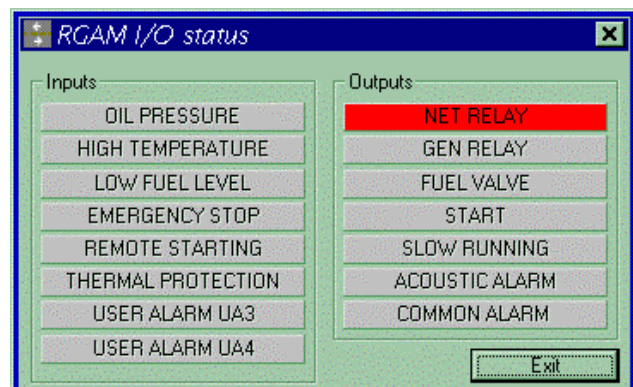 RGAM I/O status
Inputs
OIL PRESSURE
HIGH TEMPERATURE
LOW FUEL LEVEL
EMERGENCY STOP
REMOTE STARTING
THERMAL PROTECTION
USER ALARM UA3
USER ALARM UA4
Outputs
NET RELAY
GEN RELAY
FUEL VALVE
START
SLOW RUNNING
ACOUSTIC ALARM
COMMON ALARM
Exit